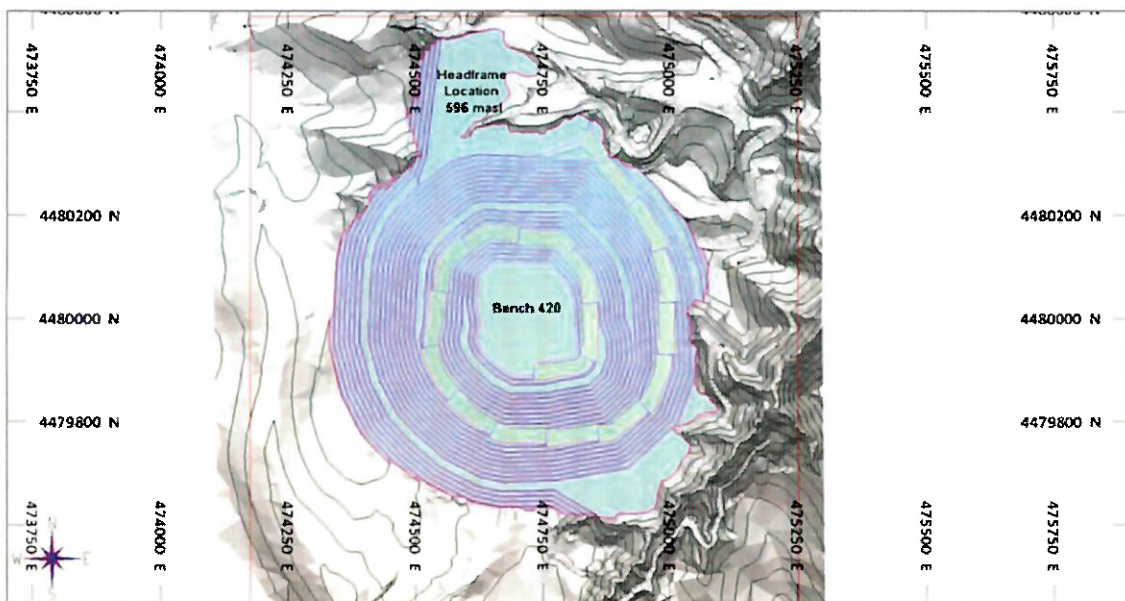 473750 E
474000 E
474250 E
474500 E
474750 E
475000 E
475250 E
475500 E
475750 E
Headframe
Location
596 masl
4480200 N
4480200 N
Bench 420
4480000 N
4480000 N
4479800 N
4479800 N
473750 E
474000 E
474250 E
474500 E
474750 E
475000 E
475250 E
475500 E
475750 E
N
W
E